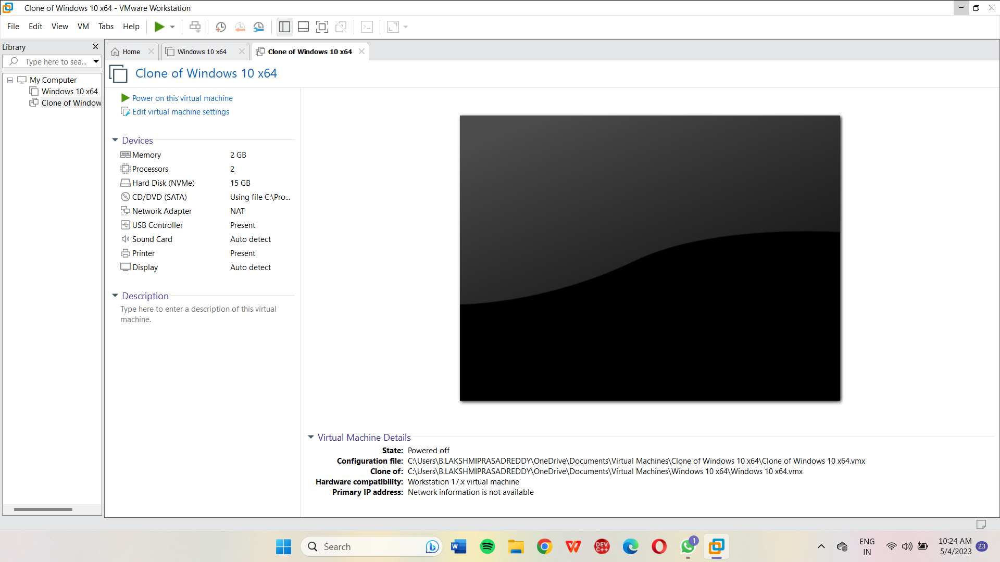 Clone of Windows 10 x64 - VMware Workstation
File Edit View VM Tabs Help
Library
Type here to sea...
My Computer
Windows 10 x64
Clone of Window
Home
Windows 10 x64
Clone of Windows 10 x64
Clone of Windows 10 x64
Power on this virtual machine
Edit virtual machine settings
Devices
Memory 2 GB
Processors 2
Hard Disk (NVMe) 15 GB
CD/DVD (SATA) Using file C:\Pro...
Network Adapter NAT
USB Controller Present
Sound Card Auto detect
Printer Present
Display Auto detect
Description
Type here to enter a description of this virtual
machine.
Virtual Machine Details
State: Powered off
Configuration file: C:\Users\B.LAKSHMIPRASADREDDY\OneDrive\Documents\Virtual Machines\Clone of Windows 10 x64\Clone of Windows 10 x64.vmx
Clone of: C:\Users\B.LAKSHMIPRASADREDDY\OneDrive\Documents\Virtual Machines\Windows 10 x64\Windows 10 x64.vmx
Hardware compatibility: Workstation 17.x virtual machine
Primary IP address: Network information is not available
Search
W
DEV
C++
1
ENG
IN
10:24 AM
5/4/2023
23